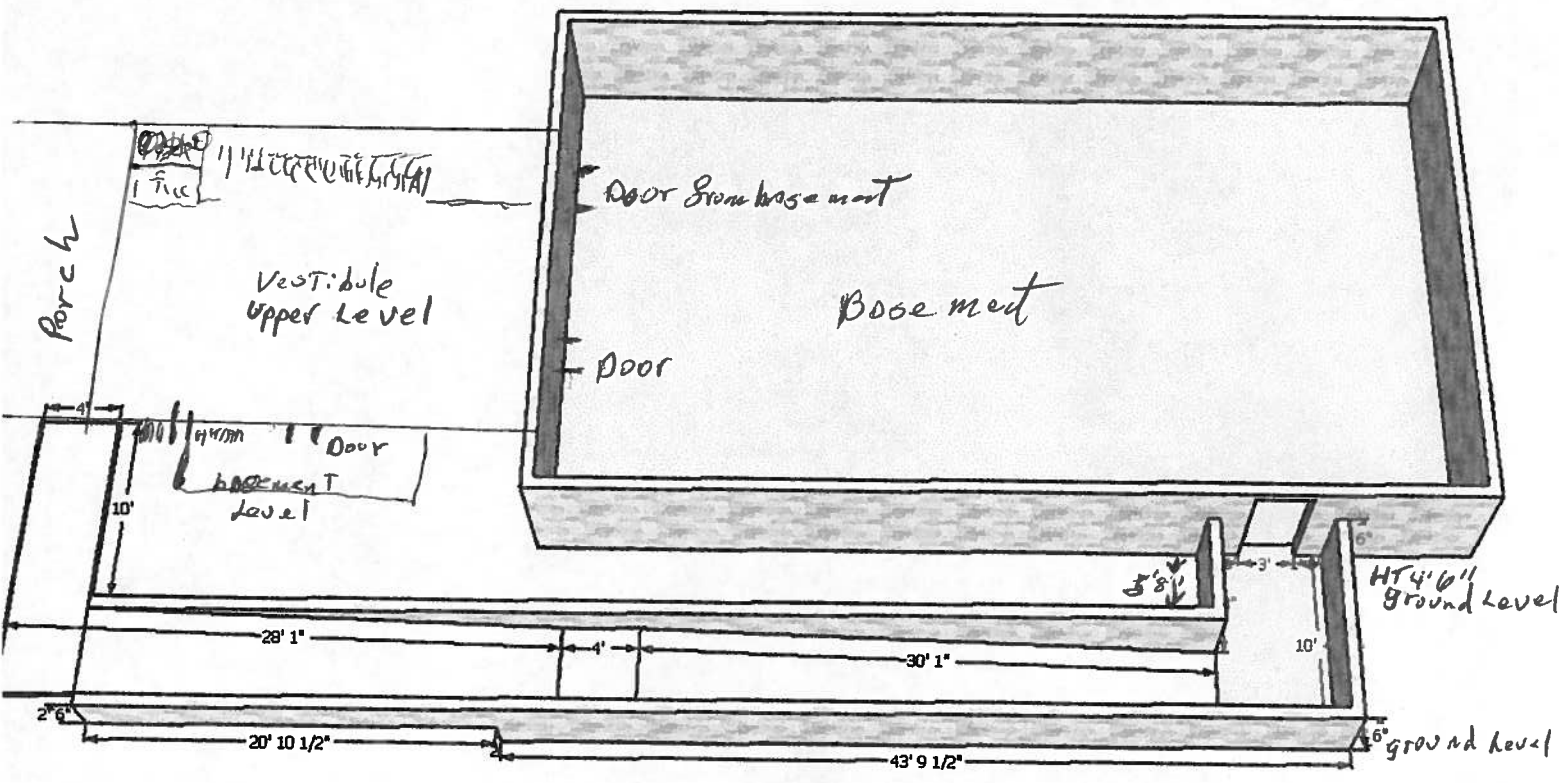 Door from basement
Porch
Vestibule
Upper Level
Basement
Door
4'
Door
basement
Level
10'
6"
3'
5'8"
HT 4'6"
ground Level
28' 1"
4'
30' 1"
10'
2' 6"
20' 10 1/2"
43' 9 1/2"
6"
ground Level